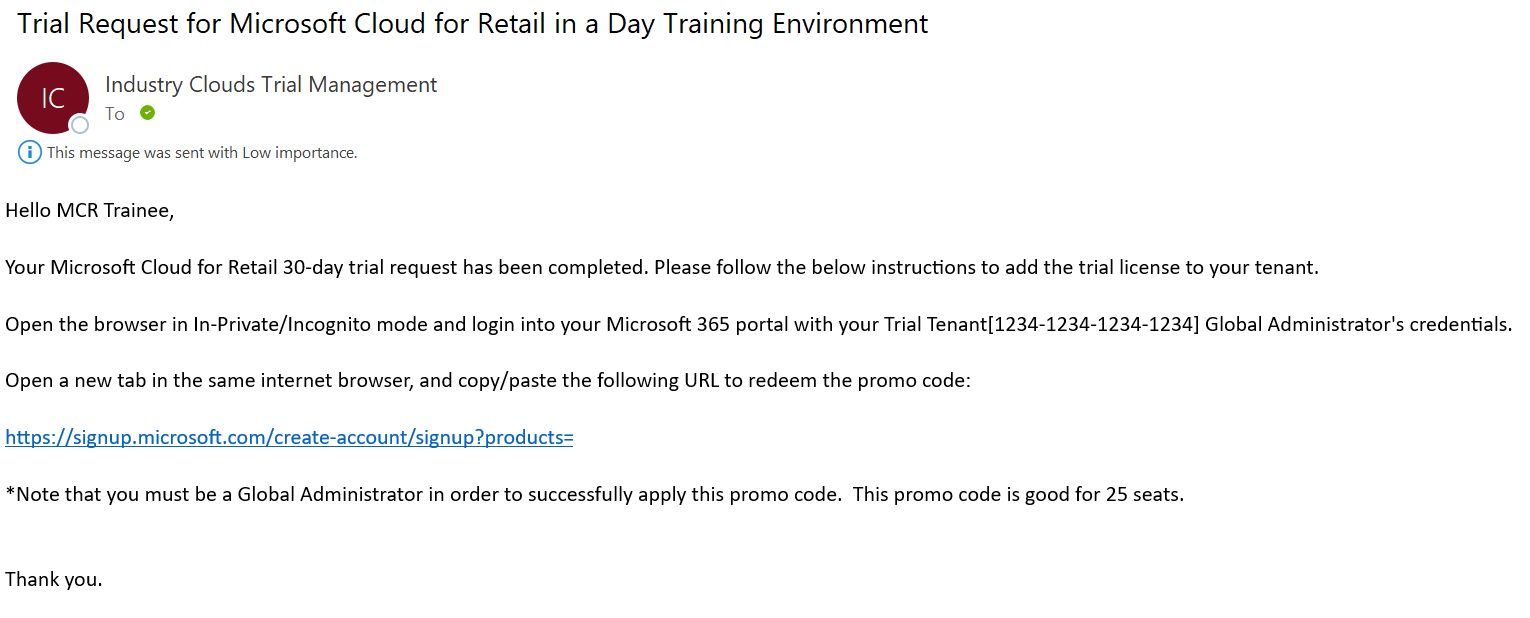 Trial Request for Microsoft Cloud for Retail in a Day Training Environment
IC
Industry Clouds Trial Management
To
This message was sent with Low importance.
Hello MCR Trainee,
Your Microsoft Cloud for Retail 30-day trial request has been completed. Please follow the below instructions to add the trial license to your tenant.
Open the browser in In-Private/Incognito mode and login into your Microsoft 365 portal with your Trial Tenant[1234-1234-1234-1234] Global Administrator's credentials.
Open a new tab in the same internet browser, and copy/paste the following URL to redeem the promo code:
https://signup.microsoft.com/create-account/signup?products=
*Note that you must be a Global Administrator in order to successfully apply this promo code.  This promo code is good for 25 seats.
Thank you.